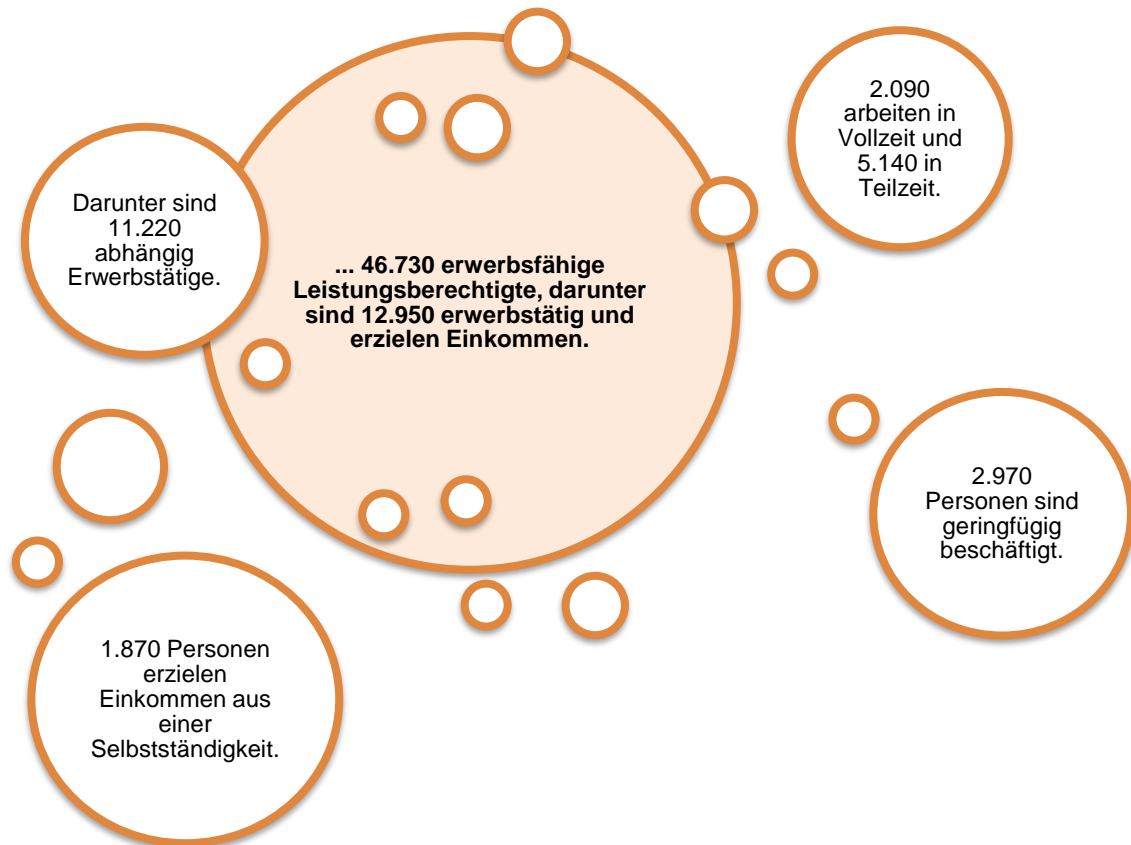 2.090
arbeiten in
Vollzeit und
5.140 in
Teilzeit.
Darunter sind
11.220
abhängig
Erwerbstätige.
... 46.730 erwerbsfähige
Leistungsberechtigte, darunter
sind 12.950 erwerbstätig und
erzielen Einkommen.
2.970
Personen sind
geringfügig
beschäftigt.
1.870 Personen
erzielen
Einkommen aus
einer
Selbstständigkeit.